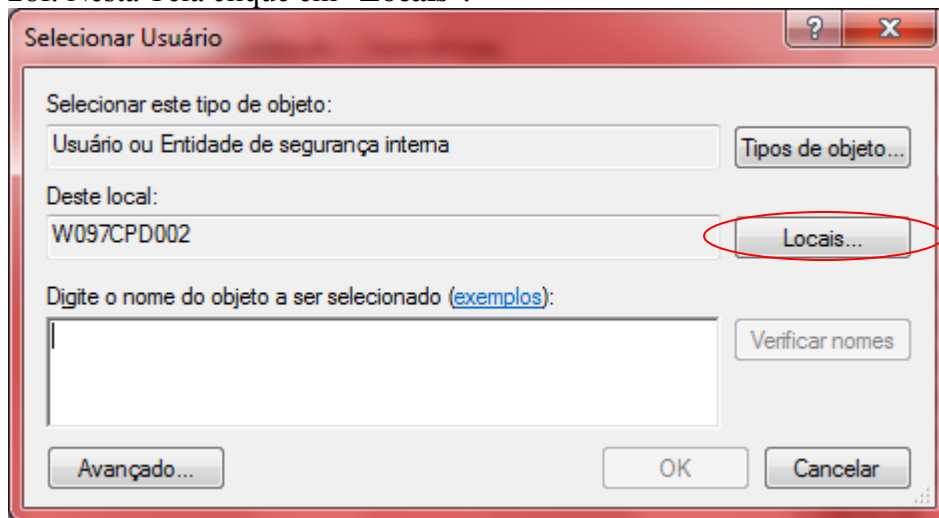 Nesta Tela clique em "Locais".
Selecionar Usuário
Selecionar este tipo de objeto:
Usuário ou Entidade de segurança interna
Tipos de objeto...
Deste local:
W097CPD002
Locais...
Digite o nome do objeto a ser selecionado (exemplos):
Verificar nomes
Avançado...
OK
Cancelar